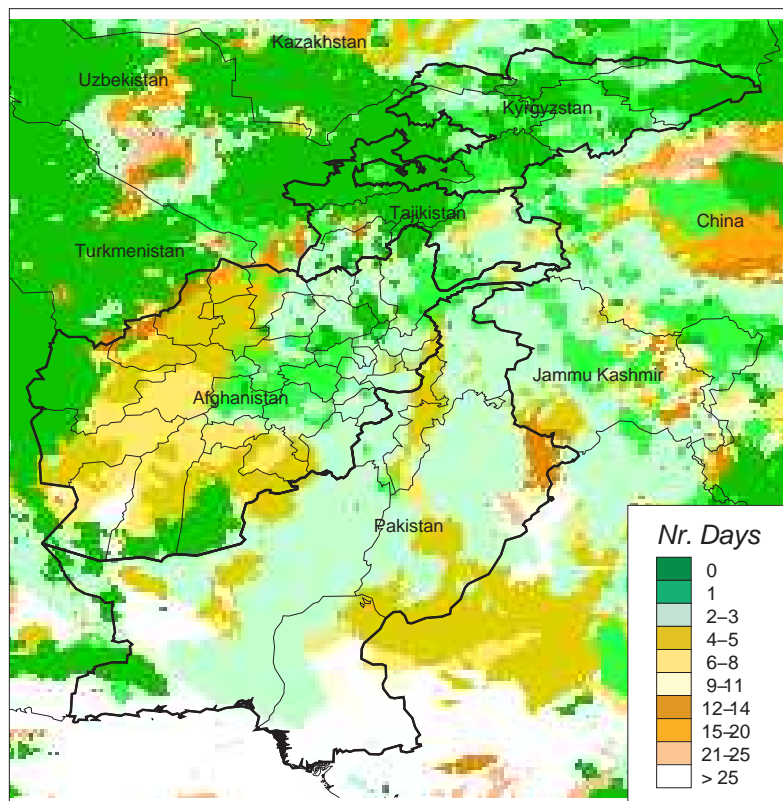 Kazakhstan
Uzbekistan
Kyrgyzstan
Tajikistan
China
Turkmenistan
Jammu Kashmir
Afghanistan
Pakistan
Nr. Days
0
1
2–3
4–5
6–8
9–11
12–14
15–20
21–25
> 25